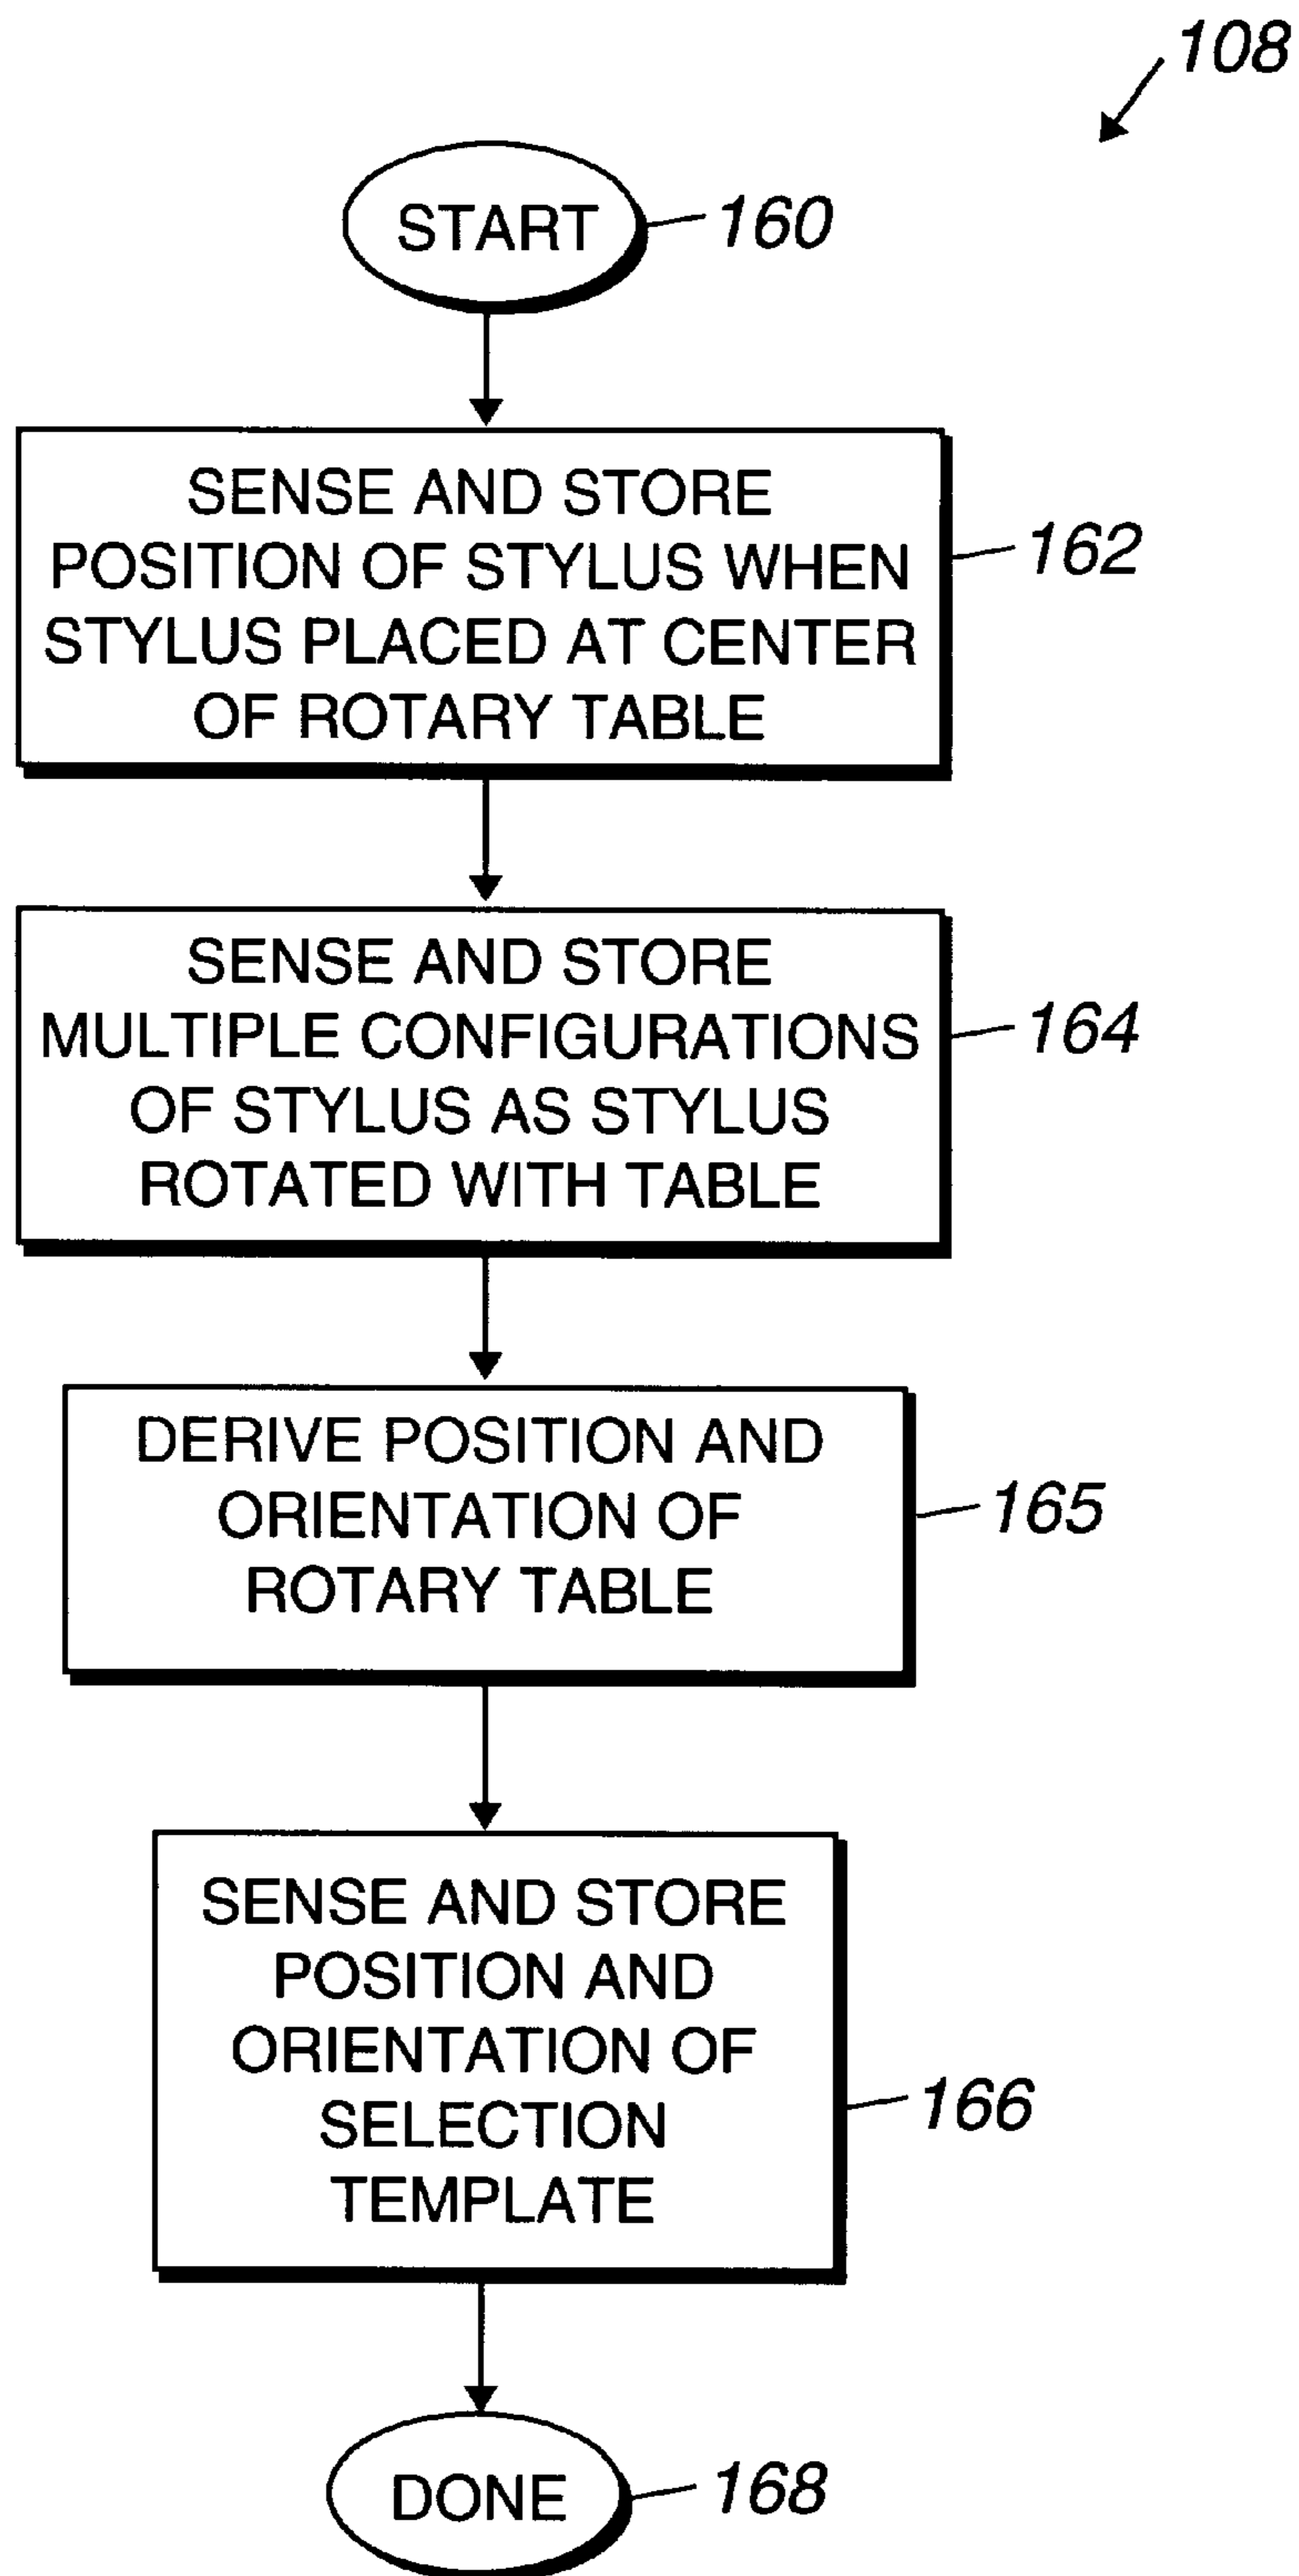 108
START
160
SENSE AND STORE
POSITION OF STYLUS WHEN
STYLUS PLACED AT CENTER
OF ROTARY TABLE
162
SENSE AND STORE
MULTIPLE CONFIGURATIONS
OF STYLUS AS STYLUS
ROTATED WITH TABLE
164
DERIVE POSITION AND
ORIENTATION OF
ROTARY TABLE
165
SENSE AND STORE
POSITION AND
ORIENTATION OF
SELECTION
TEMPLATE
166
DONE
168